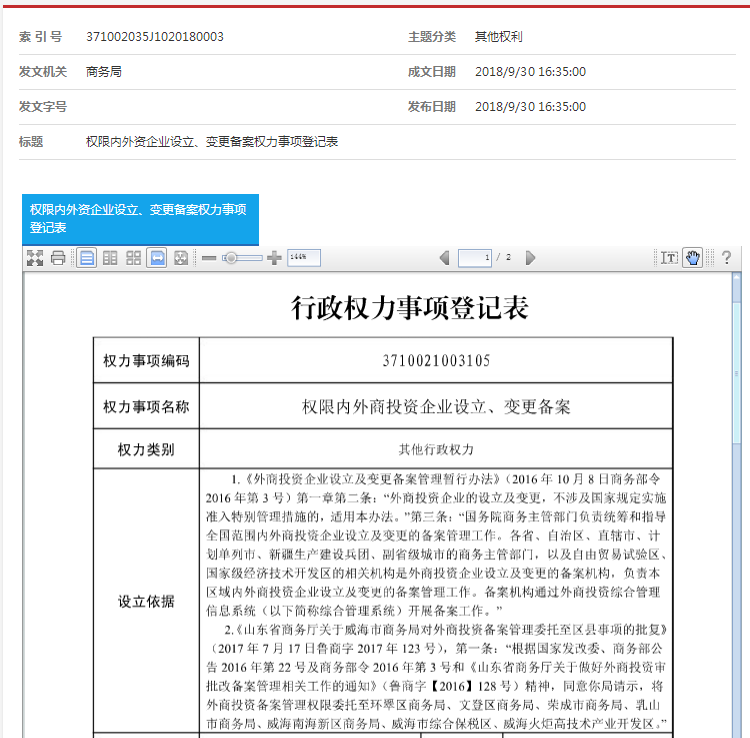 索 引 号 371002035J1020180003 主题分类 其他权利
发文机关 商务局 成文日期 2018/9/30 16:35:00
发文字号 发布日期 2018/9/30 16:35:00
标题 权限内外资企业设立、变更备案权力事项登记表
权限内外资企业设立、变更备案权力事项
登记表
144% 1 / 2 IT ?
行政权力事项登记表
权力事项编码 3710021003105
权力事项名称 权限内外商投资企业设立、变更备案
权力类别 其他行政权力
设立依据
1.《外商投资企业设立及变更备案管理暂行办法》（2016 年 10 月 8 日商务部令
2016 年第 3 号）第一章第二条：“外商投资企业的设立及变更，不涉及国家规定实施
准入特别管理措施的，适用本办法。”第三条：“国务院商务主管部门负责统筹和指导
全国范围内外商投资企业设立及变更的备案管理工作。各省、自治区、直辖市、计
划单列市、新疆生产建设兵团、副省级城市的商务主管部门，以及自由贸易试验区、
国家级经济技术开发区的相关机构是外商投资企业设立及变更的备案机构，负责本
区域内外商投资企业设立及变更的备案管理工作。备案机构通过外商投资综合管理
信息系统（以下简称综合管理系统）开展备案工作。”
2.《山东省商务厅关于威海市商务局对外商投资备案管理委托至区县事项的批复》
（2017 年 7 月 17 日鲁商字 2017 年 123 号），第一条：“根据国家发改委、商务部公
告 2016 年第 22 号及商务部令 2016 年第 3 号和《山东省商务厅关于做好外商投资审
批改备案管理相关工作的通知》（鲁商字【2016】128 号）精神，同意你局请示，将
外商投资备案管理权限委托至环翠区商务局、文登区商务局、荣成市商务局、乳山
市商务局、威海南海新区商务局、威海市综合保税区、威海火炬高技术产业开发区。”